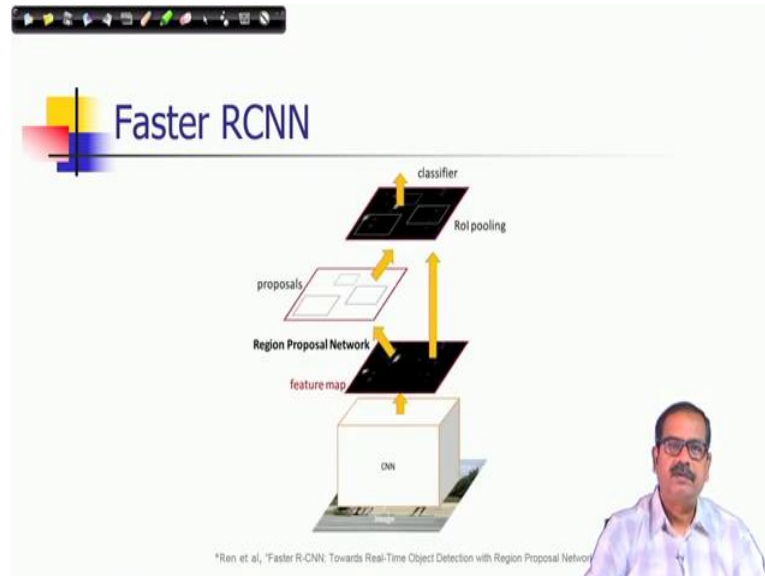 Faster RCNN
classifier
RoI pooling
proposals
Region Proposal Network
feature map
CNN
image
*Ren et al, "Faster R-CNN: Towards Real-Time Object Detection with Region Proposal Networ